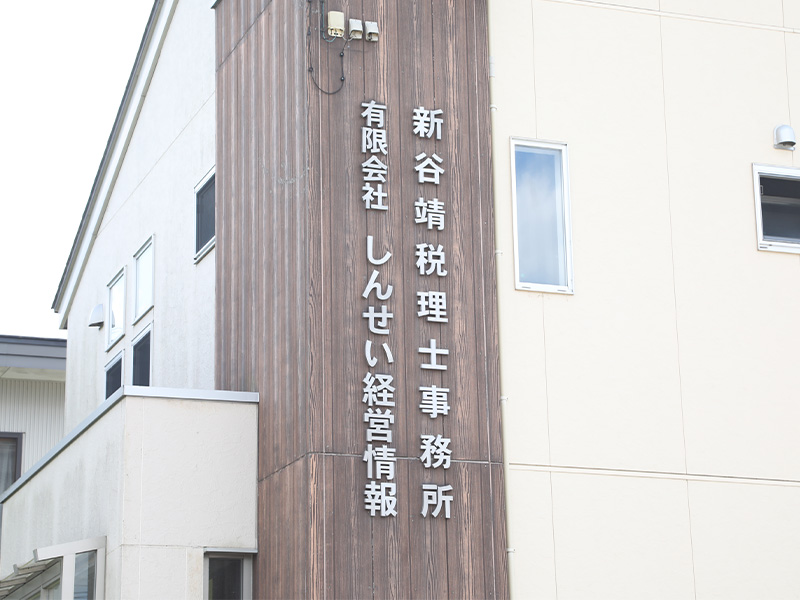 新谷靖税理士事務所
有限会社 しんせい経営情報